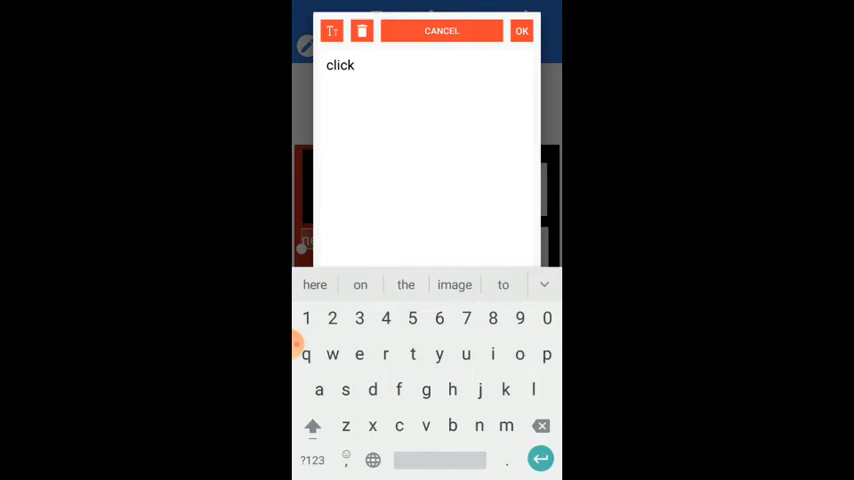 Tт CANCEL OK
click
here on the image to
1 2 3 4 5 6 7 8 9 0
q w e r t y u i o p
a s d f g h j k l
z x c v b n m
?123 , .